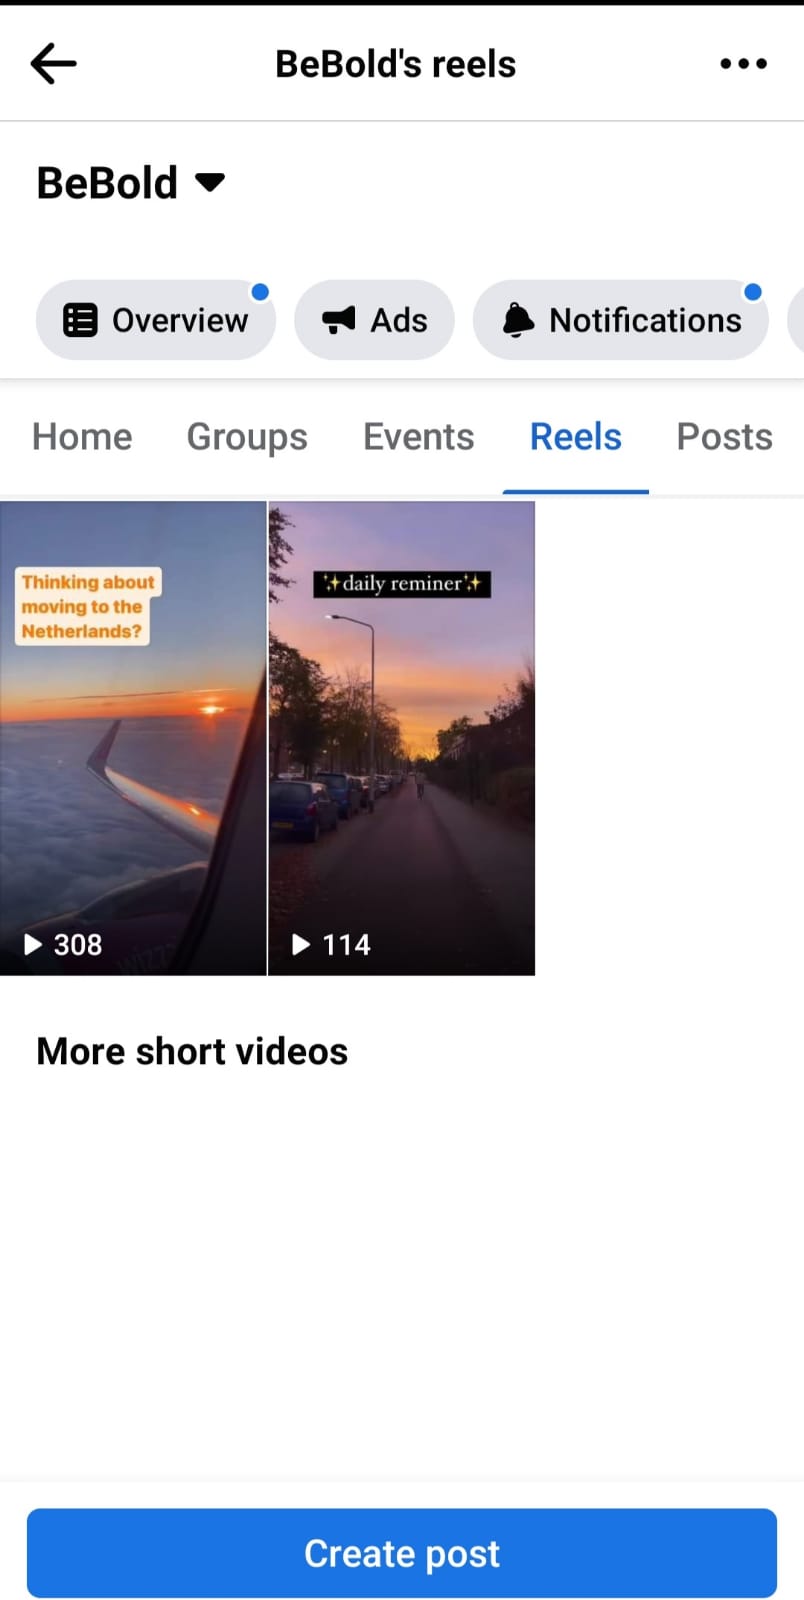 BeBold's reels
BeBold
Overview
Ads
Notifications
Home
Groups
Events
Reels
Posts
Thinking about
moving to the
Netherlands?
✨daily reminer✨
308
114
More short videos
Create post